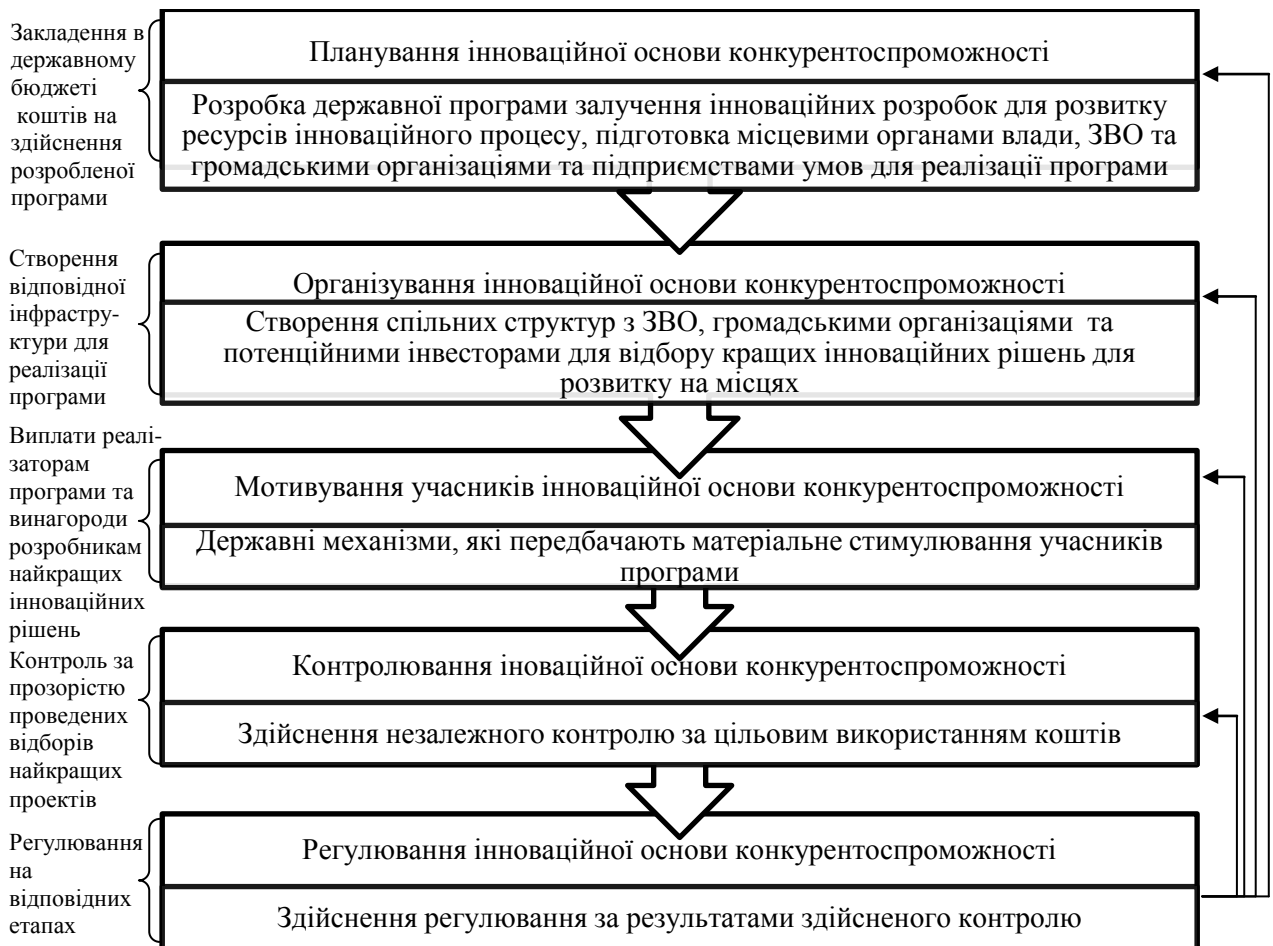 Закладення в
державному
бюджеті
коштів на
здійснення
розробленої
програми
Планування інноваційної основи конкурентоспроможності
Розробка державної програми залучення інноваційних розробок для розвитку
ресурсів інноваційного процесу, підготовка місцевими органами влади, ЗВО та
громадськими організаціями та підприємствами умов для реалізації програми
Створення
відповідної
інфрастру-
ктури для
реалізації
програми
Організування інноваційної основи конкурентоспроможності
Створення спільних структур з ЗВО, громадськими організаціями та
потенційними інвесторами для відбору кращих інноваційних рішень для
розвитку на місцях
Виплати реалі-
заторам
програми та
винагороди
розробникам
найкращих
інноваційних
рішень
Мотивування учасників інноваційної основи конкурентоспроможності
Державні механізми, які передбачають матеріальне стимулювання учасників
програми
Контроль за
прозорістю
проведених
відборів
найкращих
проектів
Контролювання іноваційної основи конкурентоспроможності
Здійснення незалежного контролю за цільовим використанням коштів
Регулювання
на
відповідних
етапах
Регулювання інноваційної основи конкурентоспроможності
Здійснення регулювання за результатами здійсненого контролю